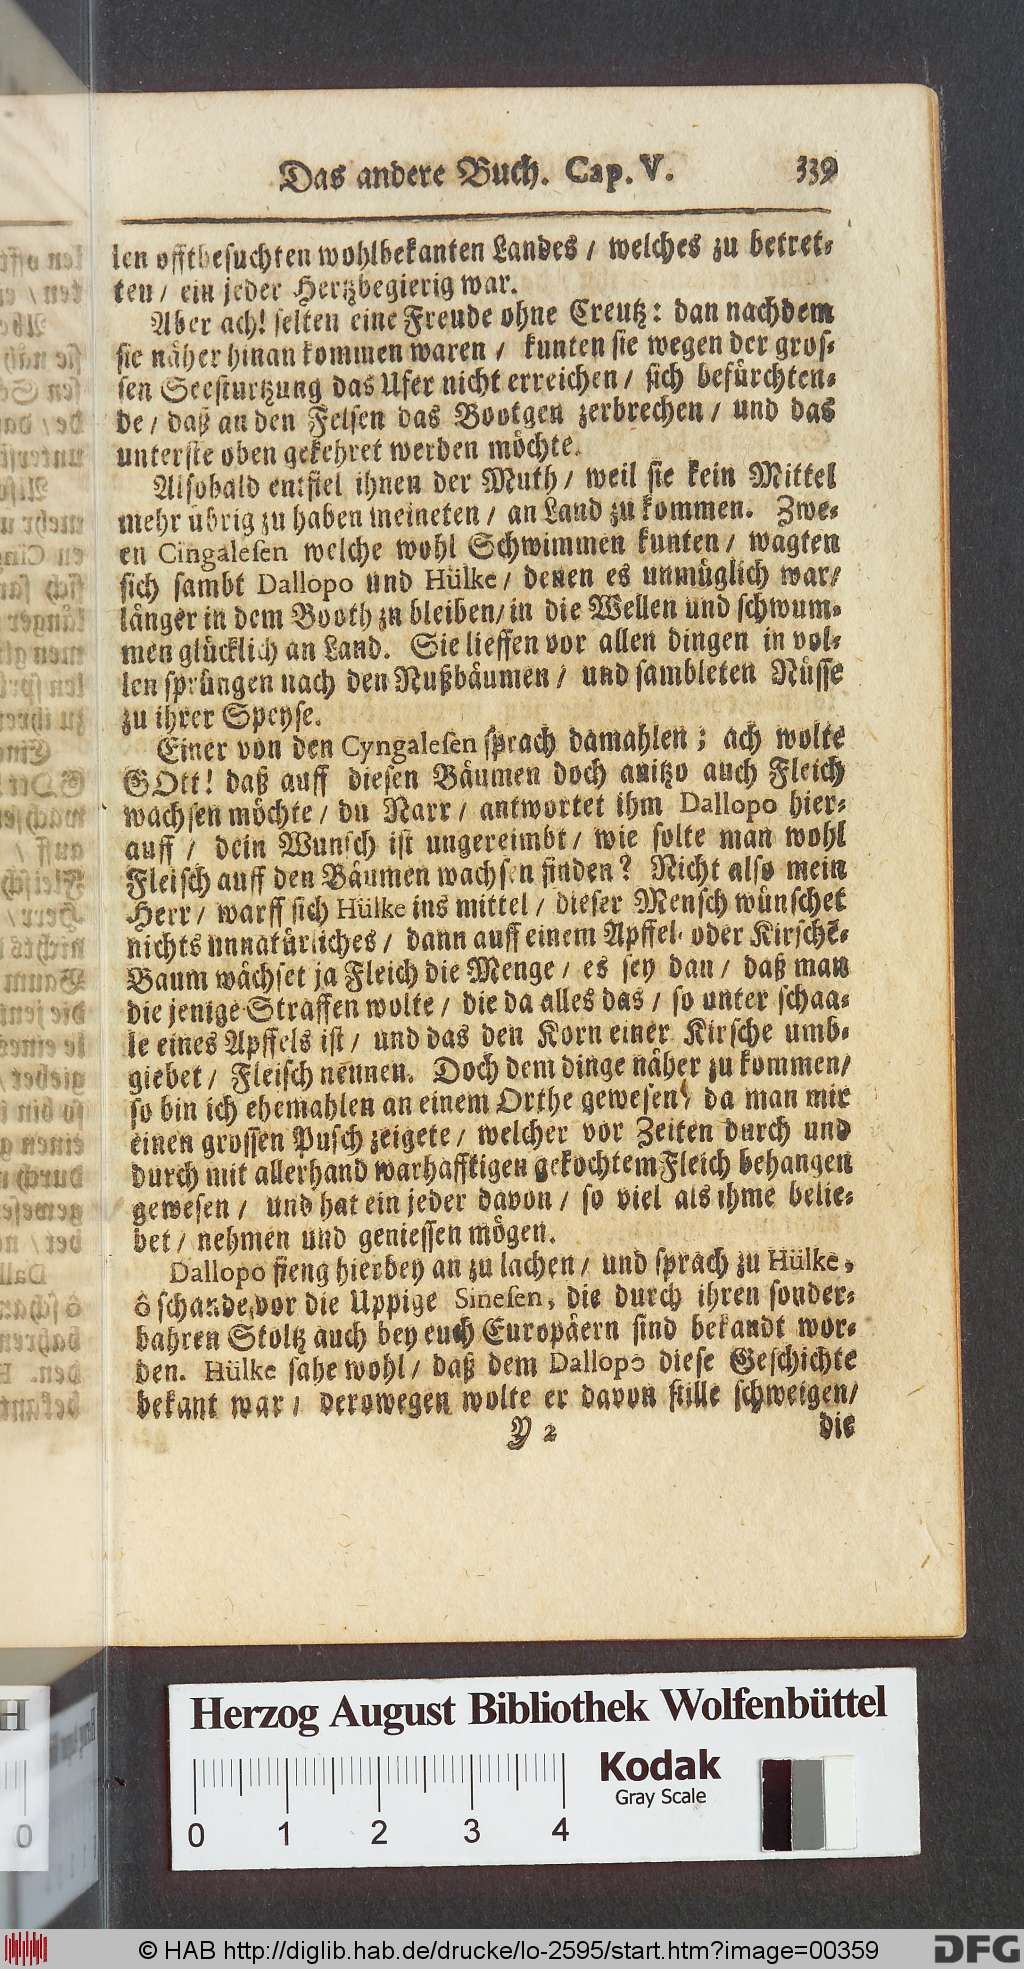 Das andere Buch. Cap. V. 339
len offtbesuchten wohlbekanten Landes / welches zu betret-
ten / ein jeder Hertzbegierig war.
Aber ach! selten eine Freude ohne Creutz: dan nachdem
sie näher hinan kommen waren / kunten sie wegen der gros-
sen Seesturtzung das Ufer nicht erreichen / sich befürchten-
de / daß an den Felsen das Bootgen zerbrechen / und das
unterste oben gekehret werden möchte.
Alsobald entfiel ihnen der Muth / weil sie kein Mittel
mehr übrig zu haben meineten / an Land zu kommen. Zwe-
en Cingalesen welche wohl Schwimmen kunten / wagten
sich sambt Dallopo und Hülke / denen es unmüglich war /
länger in dem Booth zu bleiben / in die Wellen und schwum-
men glücklich an Land. Sie lieffen vor allen dingen in vol-
len sprüngen nach den Nußbäumen / und sambleten Nüsse
zu ihrer Speyse.
Einer von den Cyngalesen sprach damahlen; ach wolte
GOtt! daß auff diesen Bäumen doch anitzo auch Fleich
wachsen möchte / du Narr / antwortet ihm Dallopo hier-
auff / dein Wunsch ist ungereimbt / wie solte man wohl
Fleisch auff den Bäumen wachsen finden? Nicht also mein
Herr / warff sich Hülke ins mittel / dieser Mensch wünschet
nichts unnatürliches / dann auff einem Apffel- oder Kirschē-
Baum wächset ja Fleich die Menge / es sey dan / daß man
die jenige Straffen wolte / die da alles das / so unter schaa-
le eines Apffels ist / und das den Korn einer Kirsche umb-
giebet / Fleisch nennen. Doch dem dinge näher zu kommen /
so bin ich ehemahlen an einem Orthe gewesen / da man mir
einen grossen Pusch zeigete / welcher vor Zeiten durch und
durch mit allerhand warhafftigen gekochtem Fleich behangen
gewesen / und hat ein jeder davon / so viel als ihme belie-
bet / nehmen und geniessen mögen.
Dallopo fieng hierbey an zu lachen / und sprach zu Hülke,
ô schande vor die Uppige Sinesen, die durch ihren sonder-
bahren Stoltz auch bey euch Europäern sind bekandt wor-
den. Hülke sahe wohl / daß dem Dallopo diese Geschichte
bekant war / derowegen wolte er davon stille schweigen /
Y 2 die
Herzog August Bibliothek Wolfenbüttel
Kodak
Gray Scale
0 1 2 3 4
© HAB http://diglib.hab.de/drucke/lo-2595/start.htm?image=00359
DFG